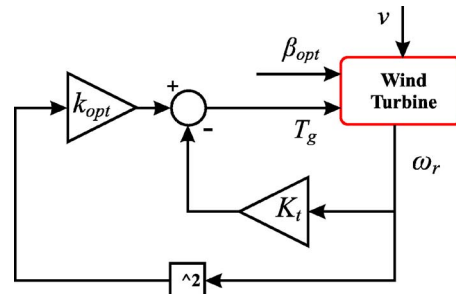 v
β_opt
Wind
Turbine
+
k_opt
-
T_g
ω_r
K_t
^2